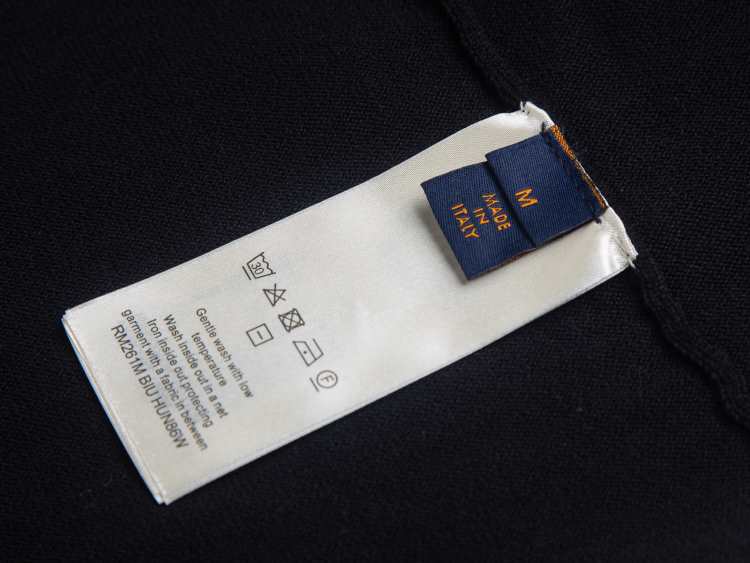 M
MADE
IN
ITALY
30
F
Gentle wash with low
temperature
Wash inside out in a net
Iron inside out protecting
garment with a fabric in between
RM261M BIU HUN86W